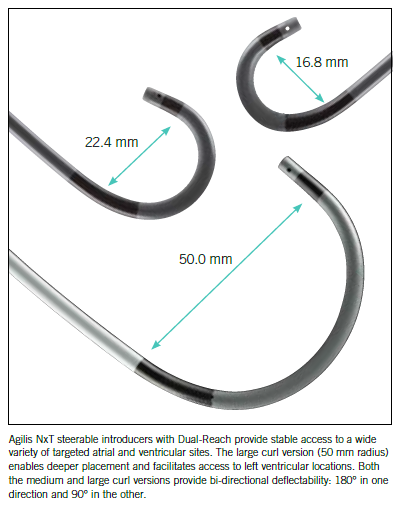 16.8 mm
22.4 mm
50.0 mm
Agilis NxT steerable introducers with Dual-Reach provide stable access to a wide
variety of targeted atrial and ventricular sites. The large curl version (50 mm radius)
enables deeper placement and facilitates access to left ventricular locations. Both
the medium and large curl versions provide bi-directional deflectability: 180° in one
direction and 90° in the other.